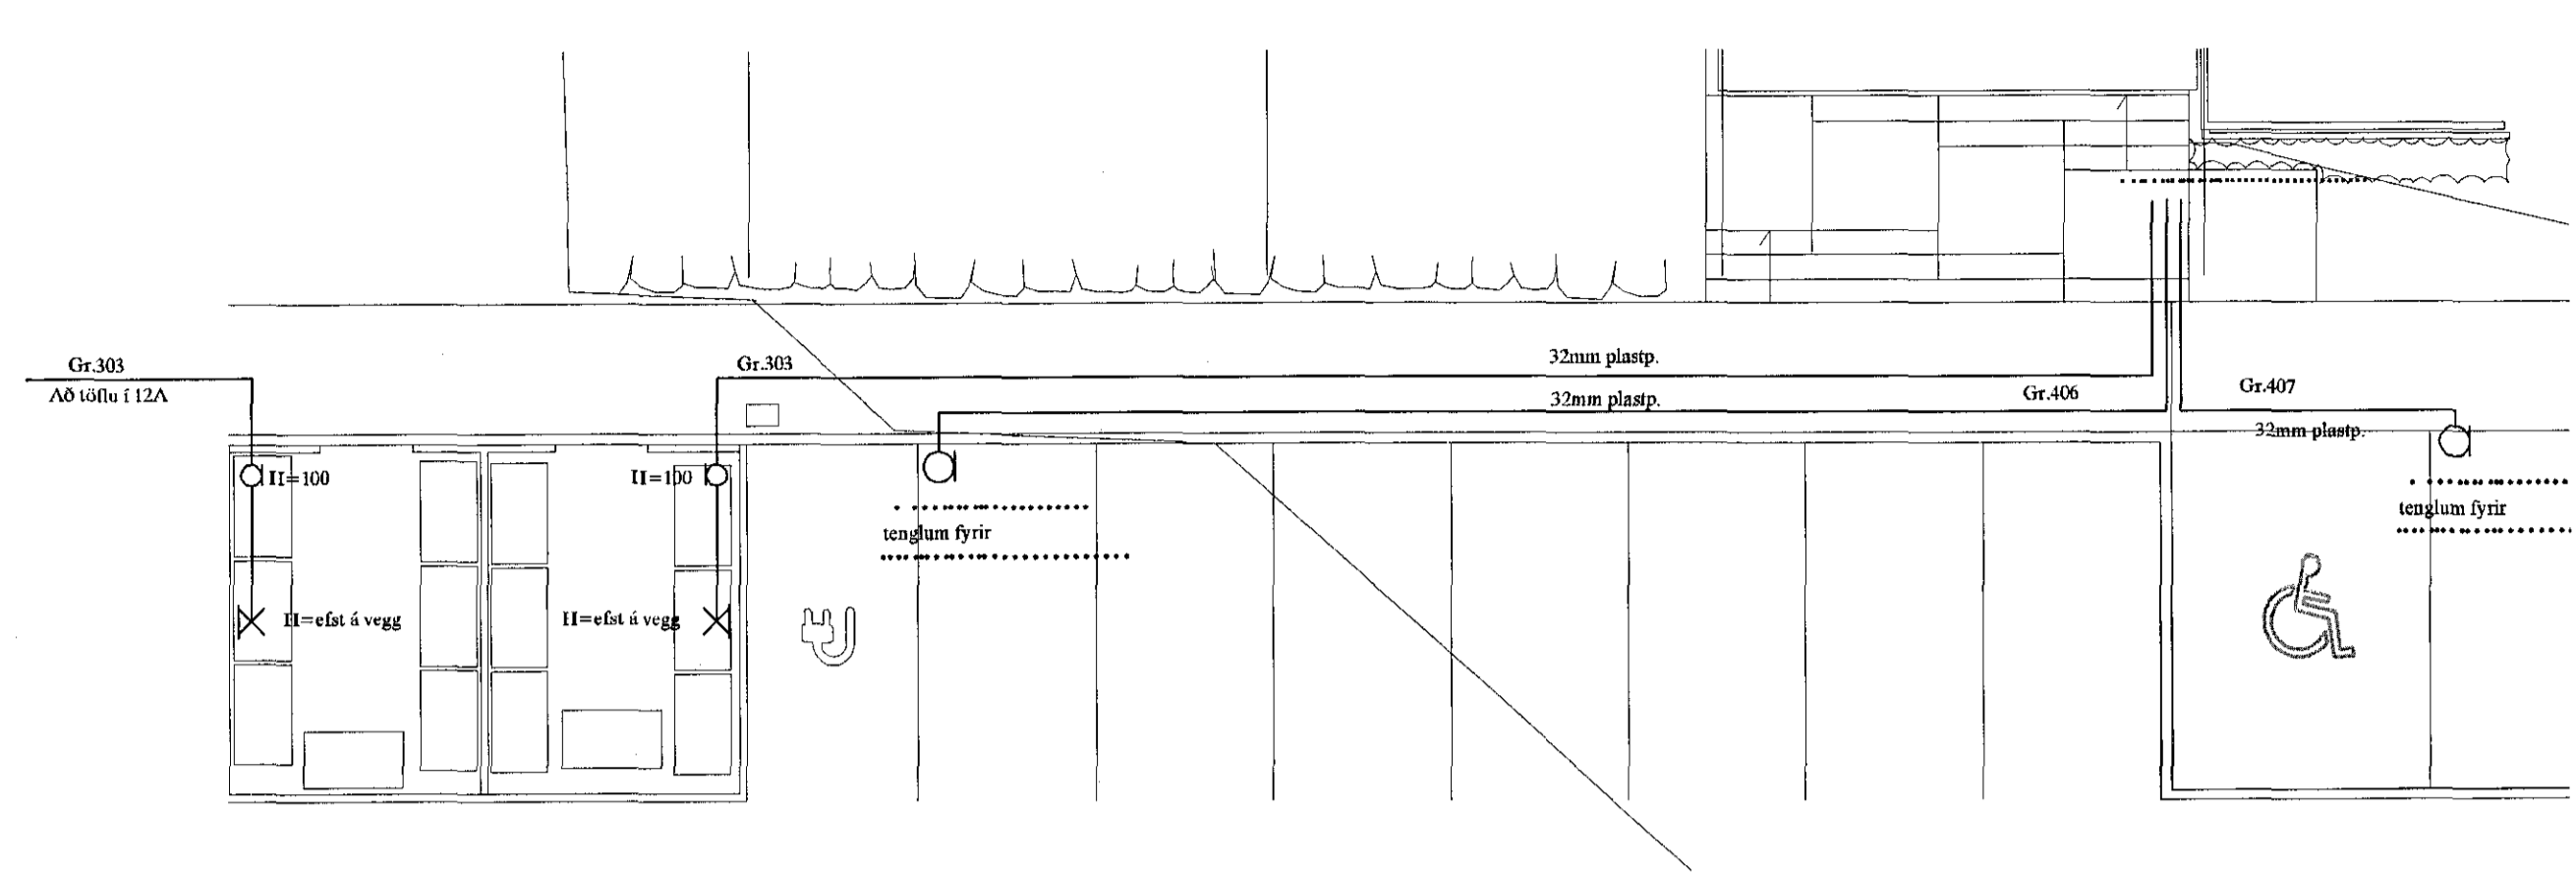 Gr.303
Að töflu í 12A
Gr.303
32mm plastp.
32mm plastp.
Gr.406
Gr.407
32mm plastp.
H=100
H=100
tenglum fyrir
tenglum fyrir
H=efst á vegg
H=efst á vegg